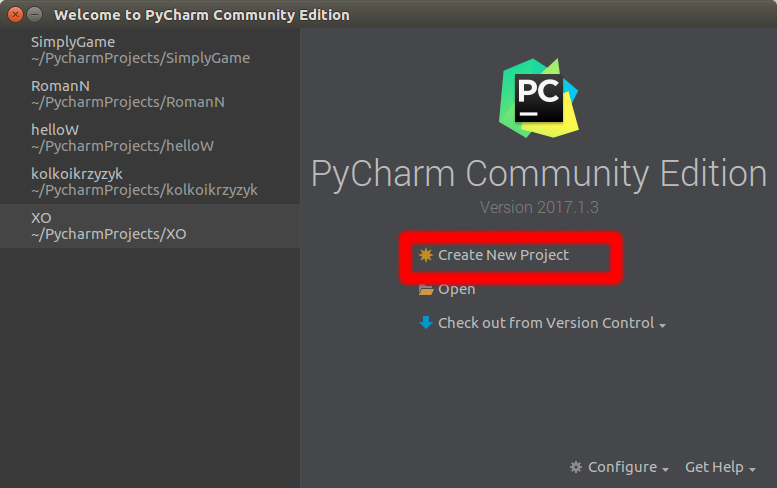 Welcome to PyCharm Community Edition
SimplyGame
~/PycharmProjects/SimplyGame
RomanN
~/PycharmProjects/RomanN
helloW
~/PycharmProjects/helloW
kolkoikrzyzyk
~/PycharmProjects/kolkoikrzyzyk
XO
~/PycharmProjects/XO
PC
PyCharm Community Edition
Version 2017.1.3
Create New Project
Open
Check out from Version Control
Configure
Get Help